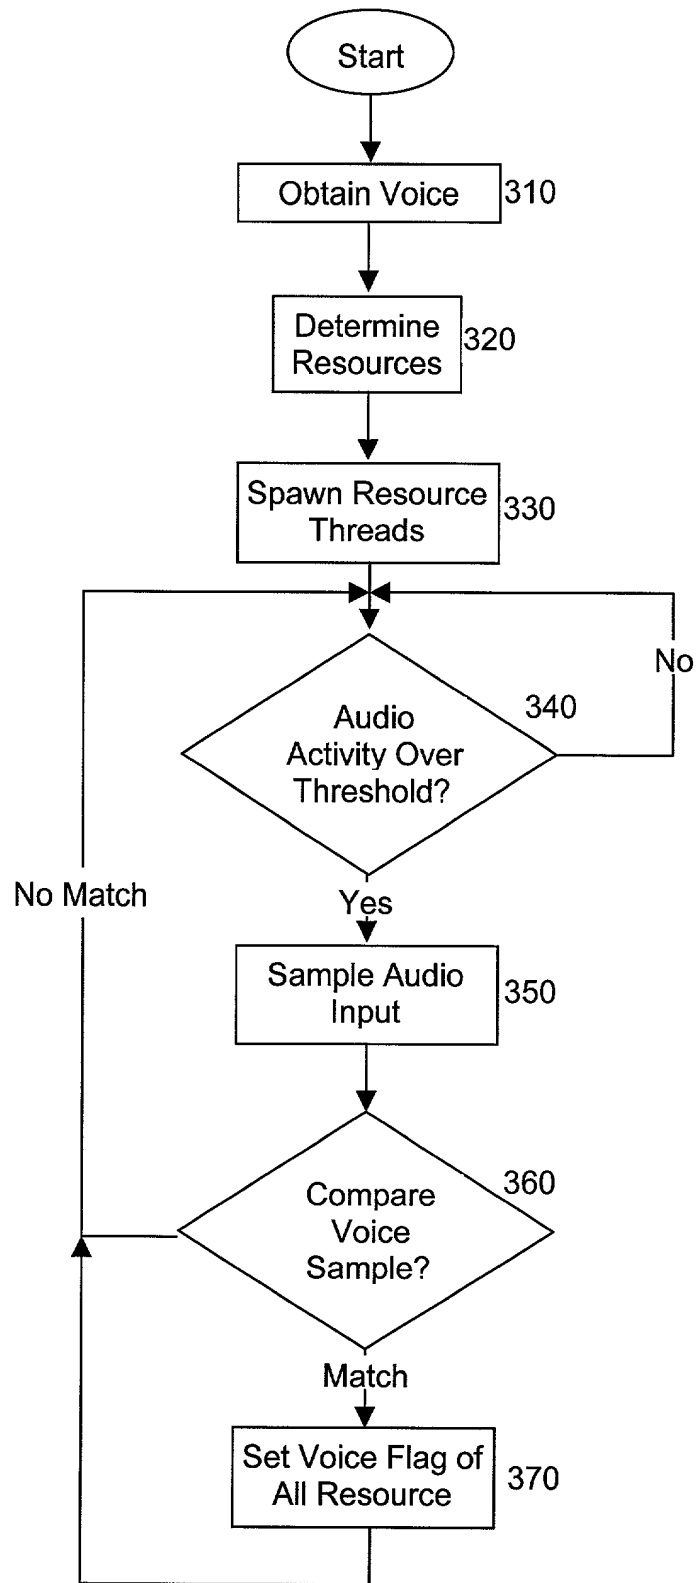 Start
Obtain Voice
310
Determine
Resources
320
Spawn Resource
Threads
330
No
340
Audio
Activity Over
Threshold?
No Match
Yes
Sample Audio
Input
350
360
Compare
Voice
Sample?
Match
Set Voice Flag of
All Resource
370